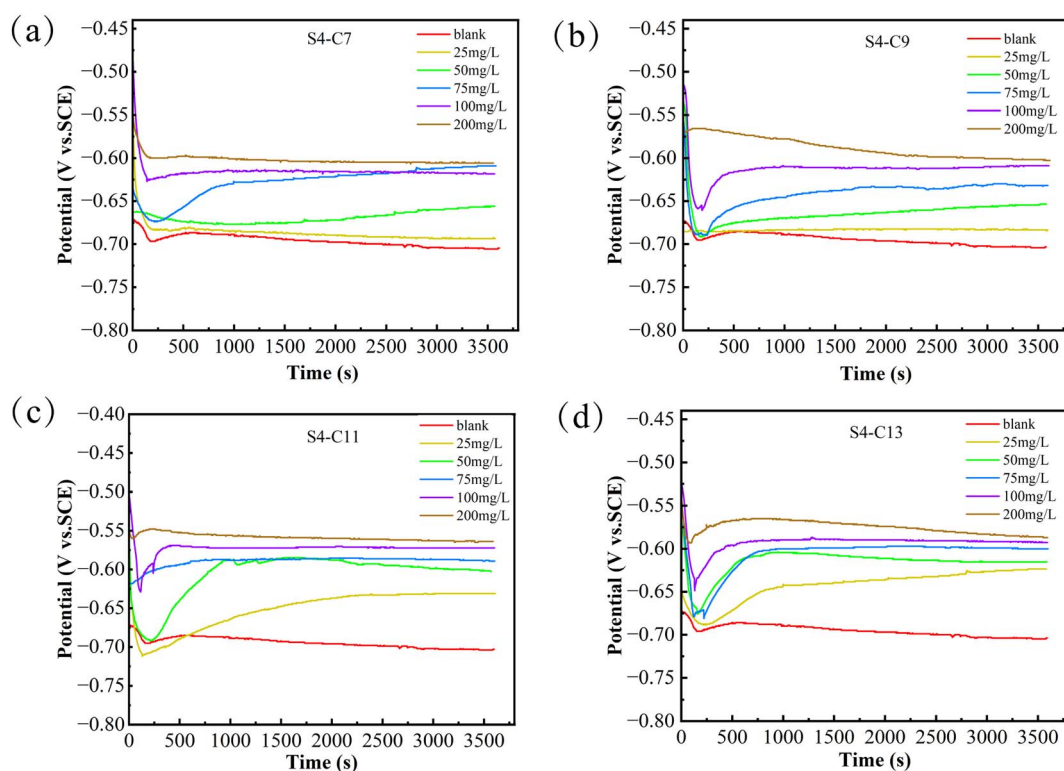 (a)
S4-C7
blank
25mg/L
50mg/L
75mg/L
100mg/L
200mg/L
−0.45
−0.50
−0.55
−0.60
−0.65
−0.70
−0.75
−0.80
Potential (V vs.SCE)
0 500 1000 1500 2000 2500 3000 3500
Time (s)
(b)
S4-C9
blank
25mg/L
50mg/L
75mg/L
100mg/L
200mg/L
−0.45
−0.50
−0.55
−0.60
−0.65
−0.70
−0.75
−0.80
Potential (V vs.SCE)
0 500 1000 1500 2000 2500 3000 3500
Time (s)
(c)
S4-C11
blank
25mg/L
50mg/L
75mg/L
100mg/L
200mg/L
−0.40
−0.45
−0.50
−0.55
−0.60
−0.65
−0.70
−0.75
−0.80
Potential (V vs.SCE)
0 500 1000 1500 2000 2500 3000 3500
Time (s)
(d)
S4-C13
blank
25mg/L
50mg/L
75mg/L
100mg/L
200mg/L
−0.45
−0.50
−0.55
−0.60
−0.65
−0.70
−0.75
−0.80
Potential (V vs.SCE)
0 500 1000 1500 2000 2500 3000 3500
Time (s)